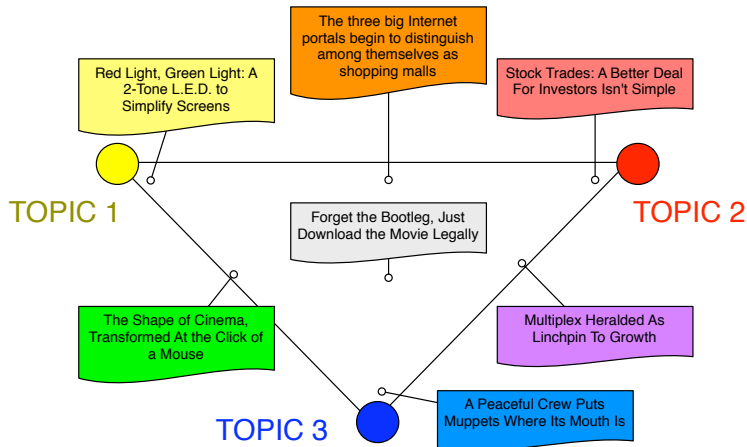 The three big Internet
portals begin to distinguish
among themselves as
shopping malls
Red Light, Green Light: A
2-Tone L.E.D. to
Simplify Screens
Stock Trades: A Better Deal
For Investors Isn't Simple
TOPIC 1
TOPIC 2
Forget the Bootleg, Just
Download the Movie Legally
The Shape of Cinema,
Transformed At the Click of
a Mouse
Multiplex Heralded As
Linchpin To Growth
TOPIC 3
A Peaceful Crew Puts
Muppets Where Its Mouth Is